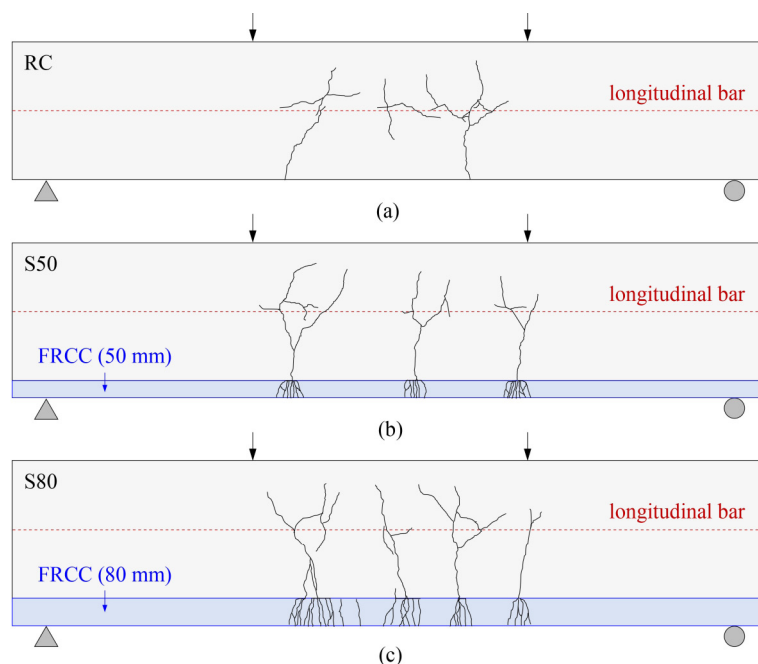 RC
longitudinal bar
(a)
S50
longitudinal bar
FRCC (50 mm)
(b)
S80
longitudinal bar
FRCC (80 mm)
(c)